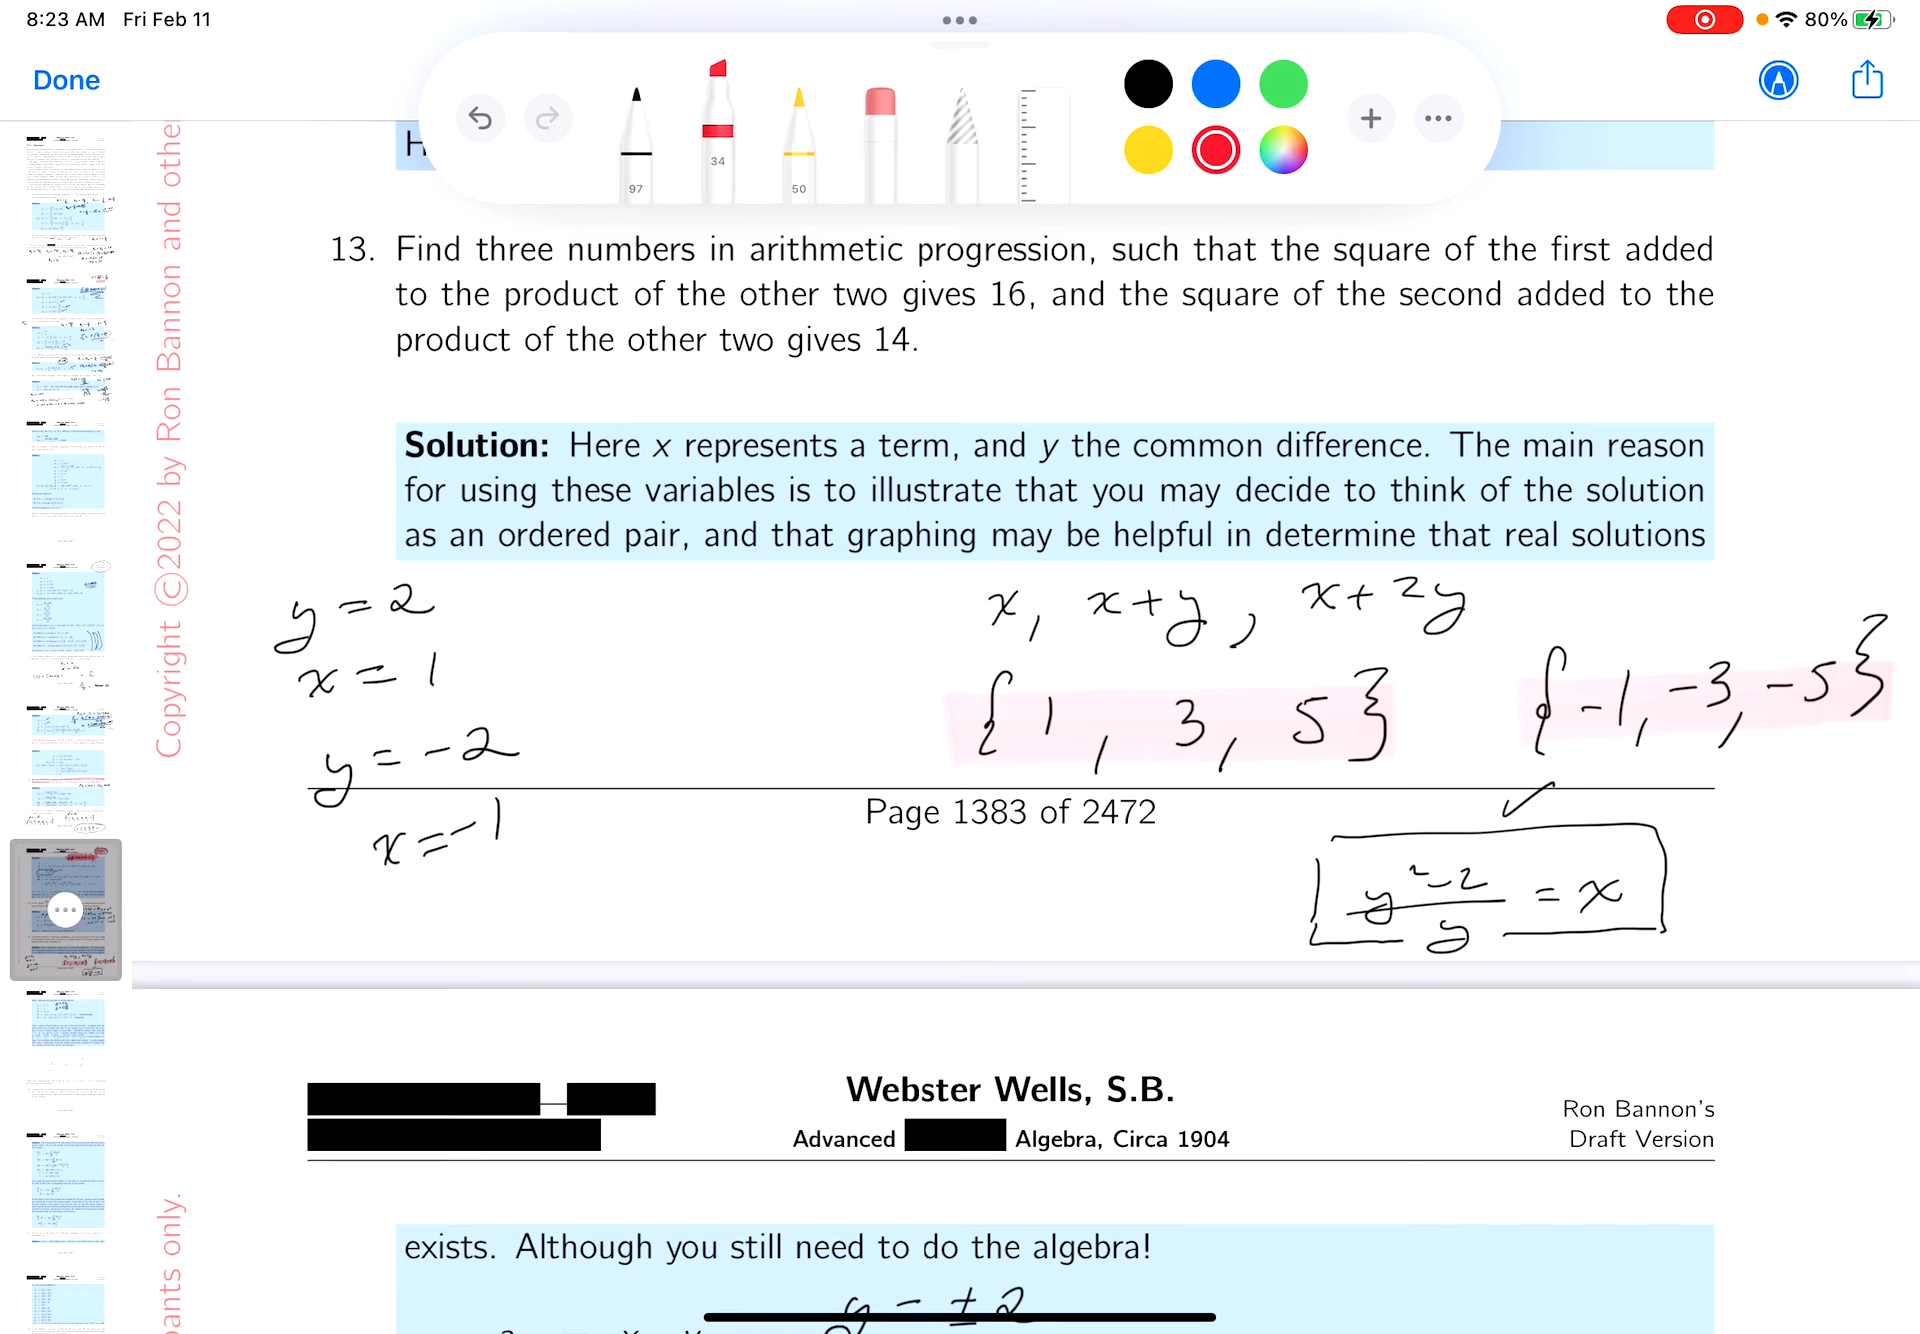 8:23 AM Fri Feb 11
80%
Done
97
34
50
13. Find three numbers in arithmetic progression, such that the square of the first added
to the product of the other two gives 16, and the square of the second added to the
product of the other two gives 14.
Solution: Here x represents a term, and y the common difference. The main reason
for using these variables is to illustrate that you may decide to think of the solution
as an ordered pair, and that graphing may be helpful in determine that real solutions
y = 2
x = 1
y = -2
x = -1
x, x+y, x+2y
{1, 3, 5}
{-1, -3, -5}
Page 1383 of 2472
✓
y²-2/y = x
Copyright ©2022 by Ron Bannon and othe
Webster Wells, S.B.
Advanced Algebra, Circa 1904
Ron Bannon's
Draft Version
pants only.
exists. Although you still need to do the algebra!
y = ±2